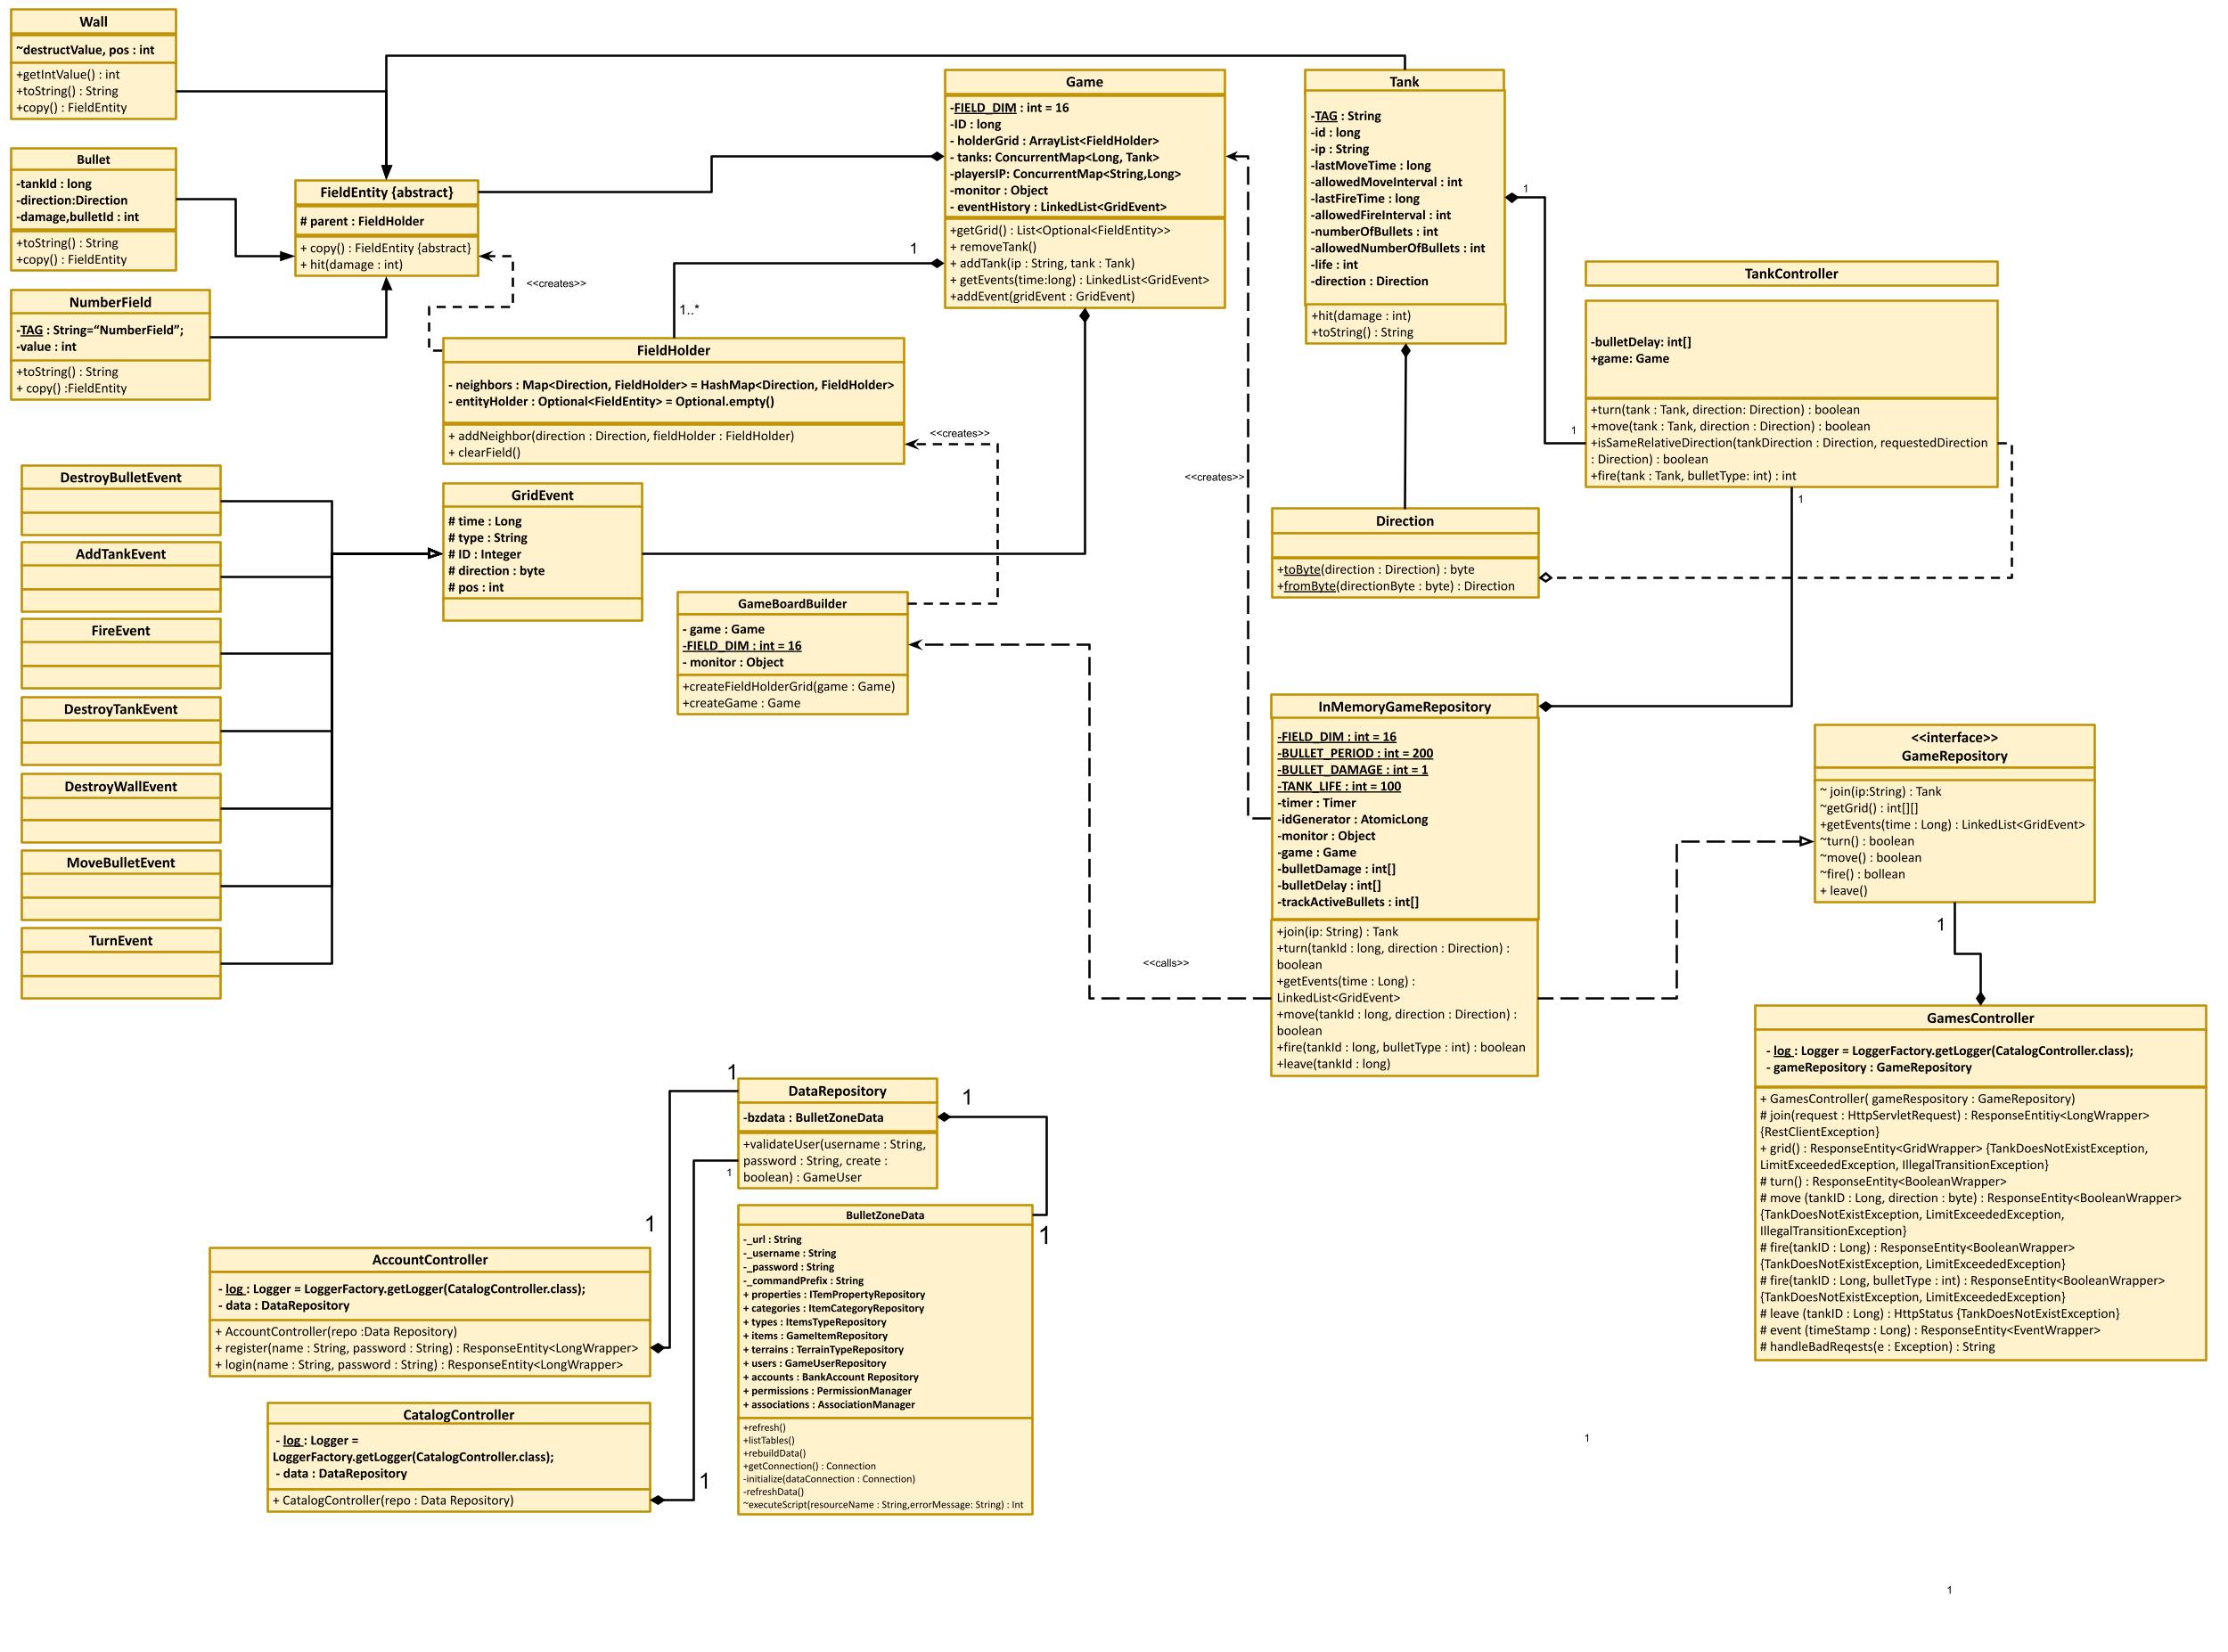 Wall
~destructValue, pos : int
+getIntValue() : int
+toString() : String
+copy() : FieldEntity
Bullet
-tankId : long
-direction:Direction
-damage,bulletId : int
+toString() : String
+copy() : FieldEntity
NumberField
-TAG : String=“NumberField”;
-value : int
+toString() : String
+ copy() :FieldEntity
FieldEntity {abstract}
# parent : FieldHolder
+ copy() : FieldEntity {abstract}
+ hit(damage : int)
<<creates>>
Game
-FIELD_DIM : int = 16
-ID : long
- holderGrid : ArrayList<FieldHolder>
- tanks: ConcurrentMap<Long, Tank>
-playersIP: ConcurrentMap<String,Long>
-monitor : Object
- eventHistory : LinkedList<GridEvent>
+getGrid() : List<Optional<FieldEntity>>
+ removeTank()
+ addTank(ip : String, tank : Tank)
+ getEvents(time:long) : LinkedList<GridEvent>
+addEvent(gridEvent : GridEvent)
1
1..*
Tank
-TAG : String
-id : long
-ip : String
-lastMoveTime : long
-allowedMoveInterval : int
-lastFireTime : long
-allowedFireInterval : int
-numberOfBullets : int
-allowedNumberOfBullets : int
-life : int
-direction : Direction
+hit(damage : int)
+toString() : String
1
1
TankController
-bulletDelay: int[]
+game: Game
+turn(tank : Tank, direction: Direction) : boolean
+move(tank : Tank, direction : Direction) : boolean
+isSameRelativeDirection(tankDirection : Direction, requestedDirection
: Direction) : boolean
+fire(tank : Tank, bulletType: int) : int
1
FieldHolder
- neighbors : Map<Direction, FieldHolder> = HashMap<Direction, FieldHolder>
- entityHolder : Optional<FieldEntity> = Optional.empty()
+ addNeighbor(direction : Direction, fieldHolder : FieldHolder)
+ clearField()
<<creates>>
<<creates>>
DestroyBulletEvent
AddTankEvent
FireEvent
DestroyTankEvent
DestroyWallEvent
MoveBulletEvent
TurnEvent
GridEvent
# time : Long
# type : String
# ID : Integer
# direction : byte
# pos : int
GameBoardBuilder
- game : Game
-FIELD_DIM : int = 16
- monitor : Object
+createFieldHolderGrid(game : Game)
+createGame : Game
Direction
+toByte(direction : Direction) : byte
+fromByte(directionByte : byte) : Direction
InMemoryGameRepository
-FIELD_DIM : int = 16
-BULLET_PERIOD : int = 200
-BULLET_DAMAGE : int = 1
-TANK_LIFE : int = 100
-timer : Timer
-idGenerator : AtomicLong
-monitor : Object
-game : Game
-bulletDamage : int[]
-bulletDelay : int[]
-trackActiveBullets : int[]
+join(ip: String) : Tank
+turn(tankId : long, direction : Direction) :
boolean
+getEvents(time : Long) :
LinkedList<GridEvent>
+move(tankId : long, direction : Direction) :
boolean
+fire(tankId : long, bulletType : int) : boolean
+leave(tankId : long)
<<calls>>
<<interface>>
GameRepository
~ join(ip:String) : Tank
~getGrid() : int[][]
+getEvents(time : Long) : LinkedList<GridEvent>
~turn() : boolean
~move() : boolean
~fire() : bollean
+ leave()
1
GamesController
- log : Logger = LoggerFactory.getLogger(CatalogController.class);
- gameRepository : GameRepository
+ GamesController( gameRespository : GameRepository)
# join(request : HttpServletRequest) : ResponseEntitiy<LongWrapper>
{RestClientException}
+ grid() : ResponseEntity<GridWrapper> {TankDoesNotExistException,
LimitExceededException, IllegalTransitionException}
# turn() : ResponseEntity<BooleanWrapper>
# move (tankID : Long, direction : byte) : ResponseEntity<BooleanWrapper>
{TankDoesNotExistException, LimitExceededException,
IllegalTransitionException}
# fire(tankID : Long) : ResponseEntity<BooleanWrapper>
{TankDoesNotExistException, LimitExceededException}
# fire(tankID : Long, bulletType : int) : ResponseEntity<BooleanWrapper>
{TankDoesNotExistException, LimitExceededException}
# leave (tankID : Long) : HttpStatus {TankDoesNotExistException}
# event (timeStamp : Long) : ResponseEntity<EventWrapper>
# handleBadReqests(e : Exception) : String
1
DataRepository
-bzdata : BulletZoneData
+validateUser(username : String,
password : String, create :
boolean) : GameUser
1
1
1
BulletZoneData
-_url : String
-_username : String
-_password : String
-_commandPrefix : String
+ properties : ITemPropertyRepository
+ categories : ItemCategoryRepository
+ types : ItemsTypeRepository
+ items : GameItemRepository
+ terrains : TerrainTypeRepository
+ users : GameUserRepository
+ accounts : BankAccount Repository
+ permissions : PermissionManager
+ associations : AssociationManager
+refresh()
+listTables()
+rebuildData()
+getConnection() : Connection
-initialize(dataConnection : Connection)
-refreshData()
~executeScript(resourceName : String,errorMessage: String) : Int
1
AccountController
- log : Logger = LoggerFactory.getLogger(CatalogController.class);
- data : DataRepository
+ AccountController(repo :Data Repository)
+ register(name : String, password : String) : ResponseEntity<LongWrapper>
+ login(name : String, password : String) : ResponseEntity<LongWrapper>
CatalogController
- log : Logger =
LoggerFactory.getLogger(CatalogController.class);
- data : DataRepository
+ CatalogController(repo : Data Repository)
1
1
1